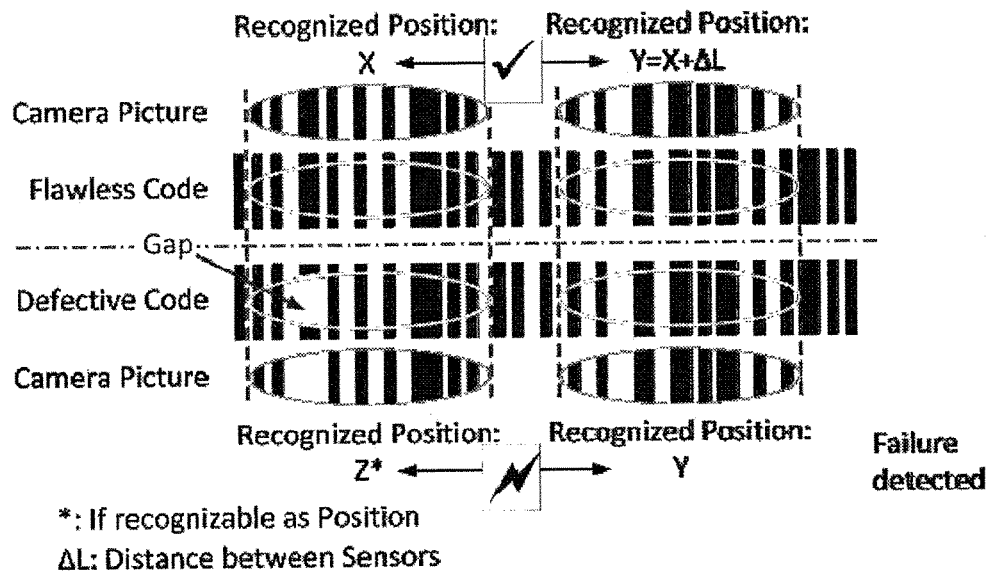 Recognized Position: Recognized Position:
X Y=X+ΔL
Camera Picture
Flawless Code
Gap
Defective Code
Camera Picture
Recognized Position: Recognized Position:
Z* Y
Failure
detected
*: If recognizable as Position
ΔL: Distance between Sensors